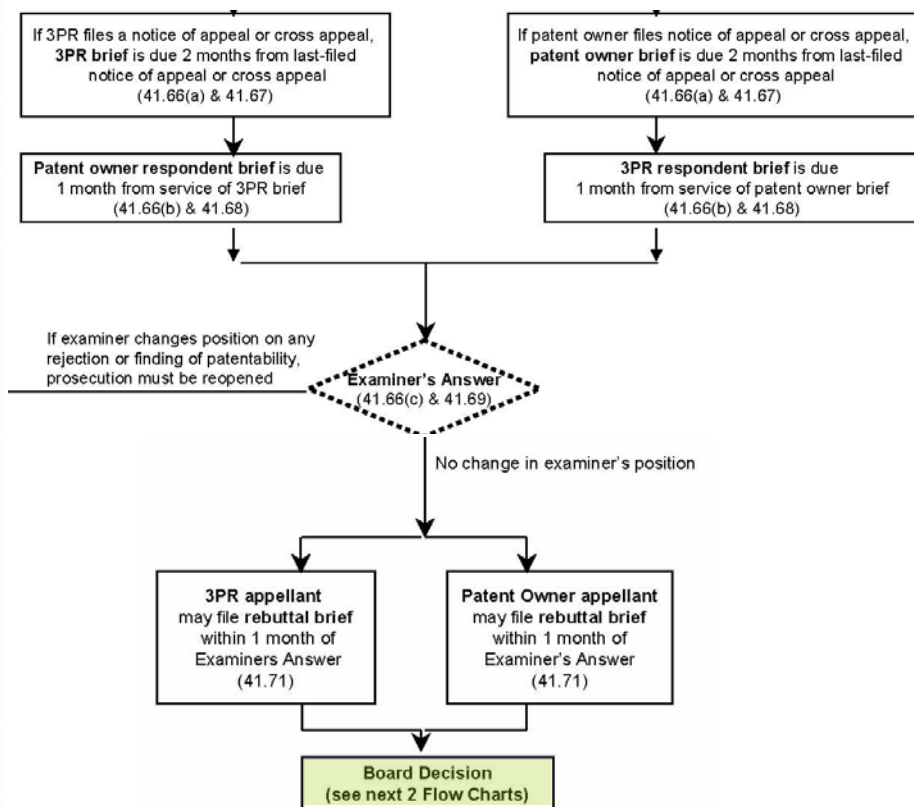 If 3PR files a notice of appeal or cross appeal,
3PR brief is due 2 months from last-filed
notice of appeal or cross appeal
(41.66(a) & 41.67)
If patent owner files notice of appeal or cross appeal,
patent owner brief is due 2 months from last-filed
notice of appeal or cross appeal
(41.66(a) & 41.67)
Patent owner respondent brief is due
1 month from service of 3PR brief
(41.66(b) & 41.68)
3PR respondent brief is due
1 month from service of patent owner brief
(41.66(b) & 41.68)
If examiner changes position on any
rejection or finding of patentability,
prosecution must be reopened
Examiner's Answer
(41.66(c) & 41.69)
No change in examiner's position
3PR appellant
may file rebuttal brief
within 1 month of
Examiners Answer
(41.71)
Patent Owner appellant
may file rebuttal brief
within 1 month of
Examiner's Answer
(41.71)
Board Decision
(see next 2 Flow Charts)